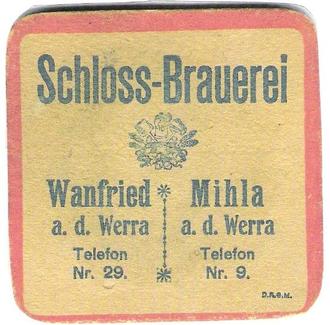 Schloss-Brauerei
Wanfried Mihla
a. d. Werra a. d. Werra
Telefon Telefon
Nr. 29. Nr. 9.
D.R.G.M.